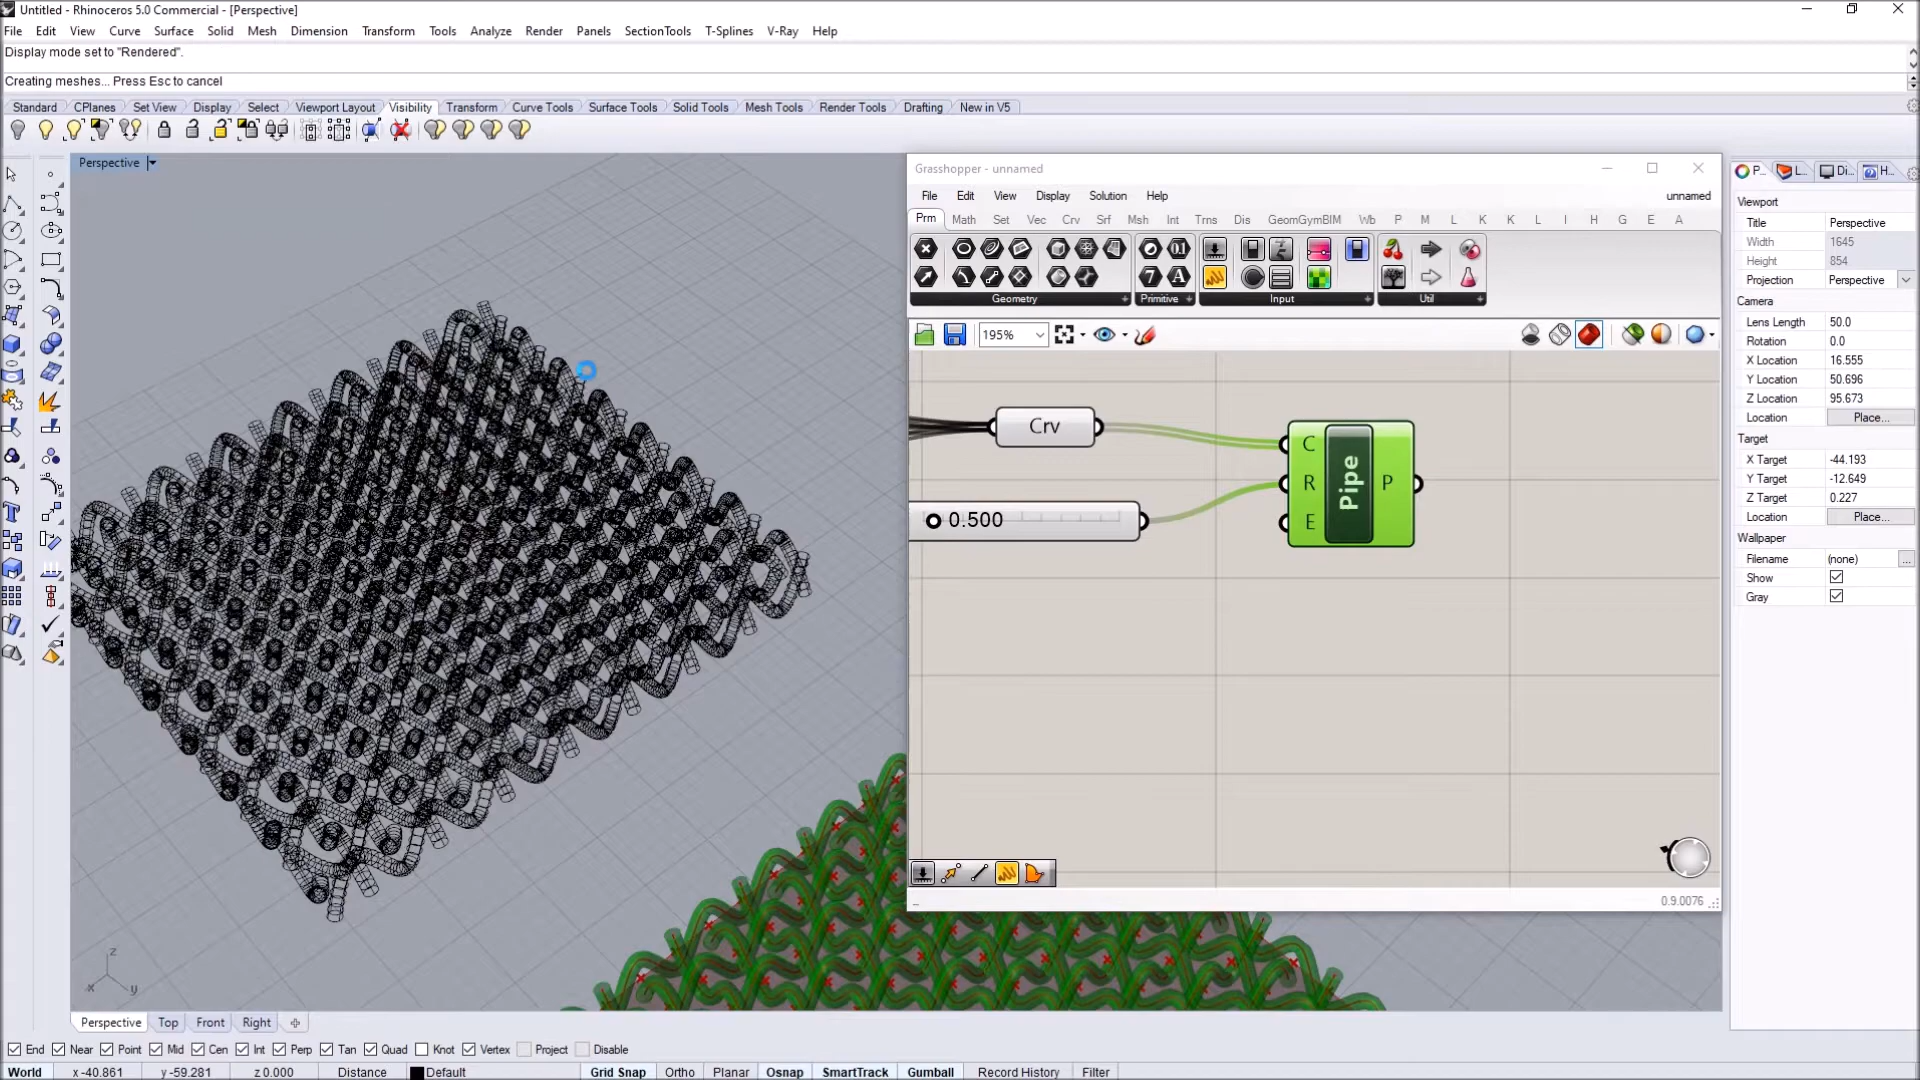 Untitled - Rhinoceros 5.0 Commercial - [Perspective]
File Edit View Curve Surface Solid Mesh Dimension Transform Tools Analyze Render Panels SectionTools T-Splines V-Ray Help
Display mode set to "Rendered".
Creating meshes... Press Esc to cancel
Standard CPlanes Set View Display Select Viewport Layout Visibility Transform Curve Tools Surface Tools Solid Tools Mesh Tools Render Tools Drafting New in V5
Perspective
Grasshopper - unnamed
File Edit View Display Solution Help unnamed
Prm Math Set Vec Crv Srf Msh Int Trns Dis GeomGymBIM Wb P M L K K L I H G E A
Geometry Primitive Input Util
195%
Crv
0.500
C
R
E
Pipe
P
0.9.0076
P... L... Di... H...
Viewport
Title Perspective
Width 1645
Height 854
Projection Perspective
Camera
Lens Length 50.0
Rotation 0.0
X Location 16.555
Y Location 50.696
Z Location 95.673
Location Place...
Target
X Target -44.193
Y Target -12.649
Z Target 0.227
Location Place...
Wallpaper
Filename (none) ...
Show
Gray
z
x y
Perspective Top Front Right
End Near Point Mid Cen Int Perp Tan Quad Knot Vertex Project Disable
World x -40.861 y -59.281 z 0.000 Distance Default Grid Snap Ortho Planar Osnap SmartTrack Gumball Record History Filter